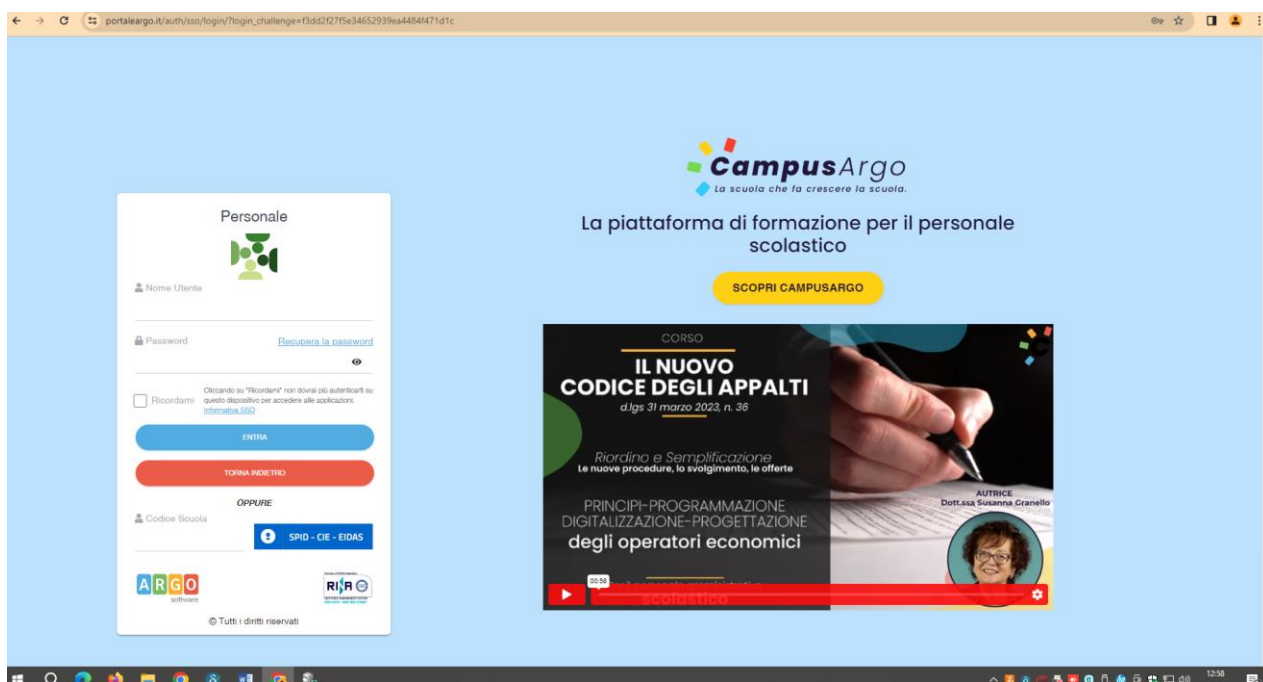 portaleargo.it/auth/sso/login/?login_challenge=f3dd2f27f5e34652939ea4484f471d1c
Personale
Nome Utente
Password
Recupera la password
Ricordami
Cliccando su "Ricordami" non dovrai più autenticarti su
questo dispositivo per accedere alle applicazioni.
Informativa SSO
ENTRA
TORNA INDIETRO
OPPURE
Codice Scuola
SPID - CIE - EIDAS
ARGO
software
© Tutti i diritti riservati
CampusArgo
La scuola che fa crescere la scuola.
La piattaforma di formazione per il personale
scolastico
SCOPRI CAMPUSARGO
CORSO
IL NUOVO
CODICE DEGLI APPALTI
d.lgs 31 marzo 2023, n. 36
Riordino e Semplificazione
Le nuove procedure, lo svolgimento, le offerte
PRINCIPI-PROGRAMMAZIONE
DIGITALIZZAZIONE-PROGETTAZIONE
degli operatori economici
scolastico
00:58
AUTRICE
Dott.ssa Susanna Granello
12:58